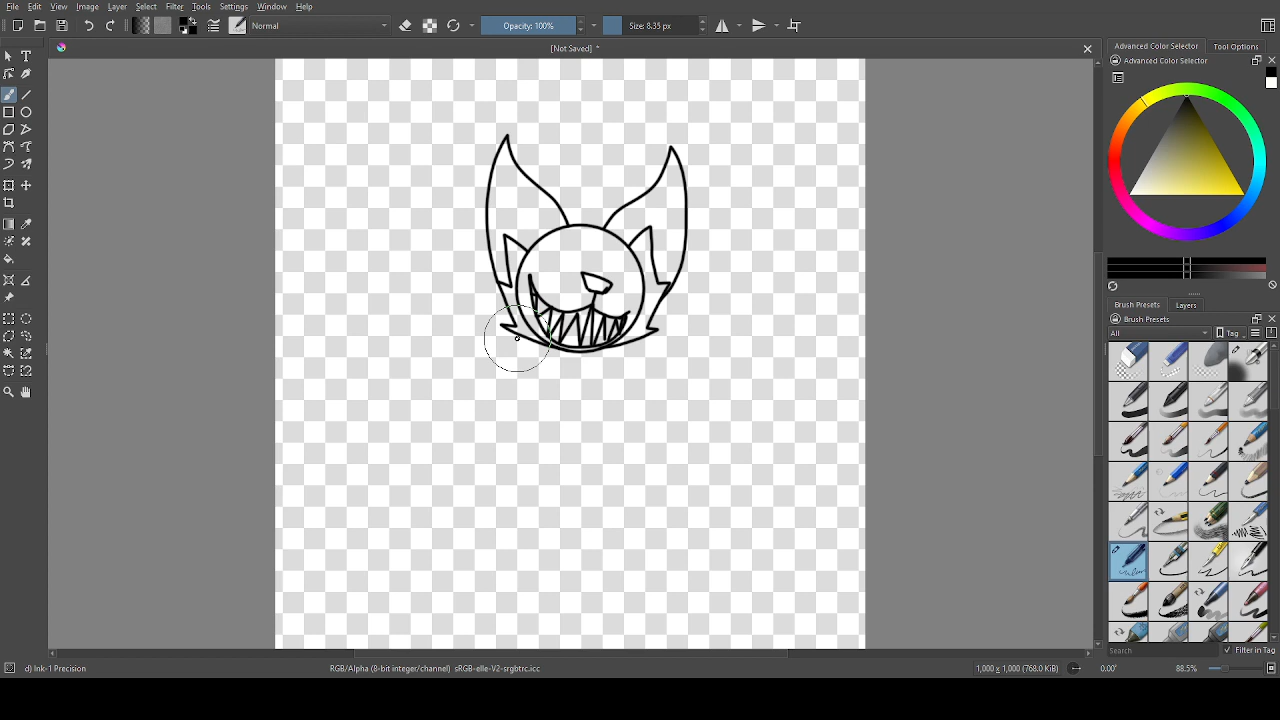 File Edit View Image Layer Select Filter Tools Settings Window Help
Normal Opacity: 100% Size: 8.35 px
[Not Saved] *
Advanced Color Selector Tool Options
Advanced Color Selector
Brush Presets Layers
Brush Presets
All Tag
Search Filter in Tag
d) Ink-1 Precision RGB/Alpha (8-bit integer/channel) sRGB-elle-V2-srgbtrc.icc 1,000 x 1,000 (768.0 KiB) 0.00° 88.5%